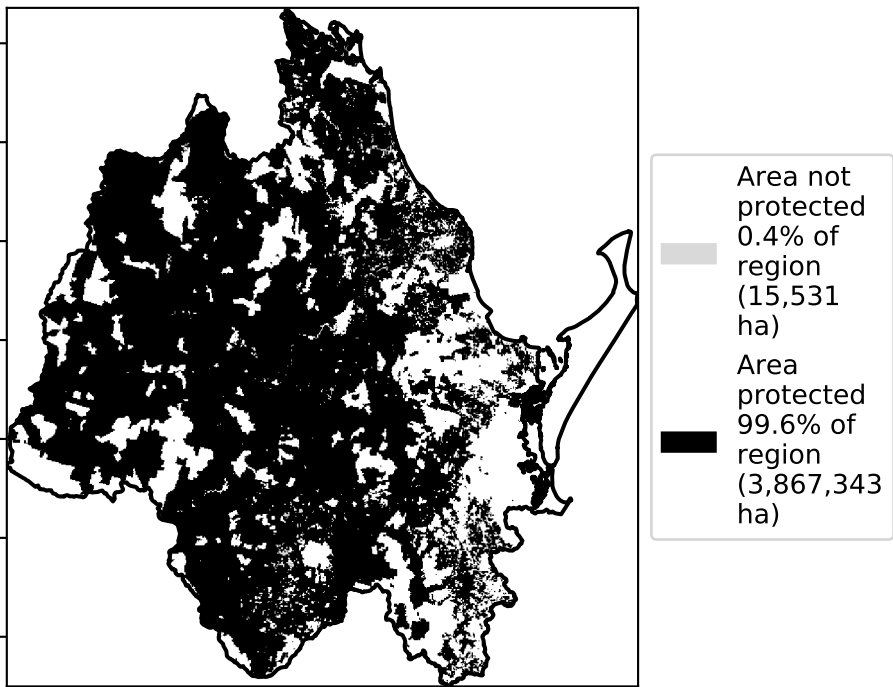 Area not
protected
0.4% of
region
(15,531
ha)
Area
protected
99.6% of
region
(3,867,343
ha)